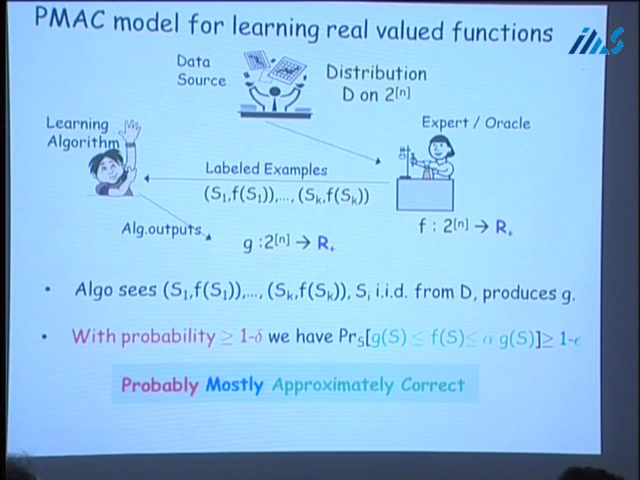 PMAC model for learning real valued functions
IMS
Data
Source
Distribution
D on 2[n]
Learning
Algorithm
Expert / Oracle
Labeled Examples
(S1,f(S1)),..., (Sk,f(Sk))
Alg.outputs
g :2[n] → R+
f : 2[n] → R+
• Algo sees (S1,f(S1)),..., (Sk,f(Sk)), Si i.i.d. from D, produces g.
• With probability ≥ 1-δ we have PrS[g(S) ≤ f(S)≤ α g(S)]≥ 1-ϵ
Probably Mostly Approximately Correct